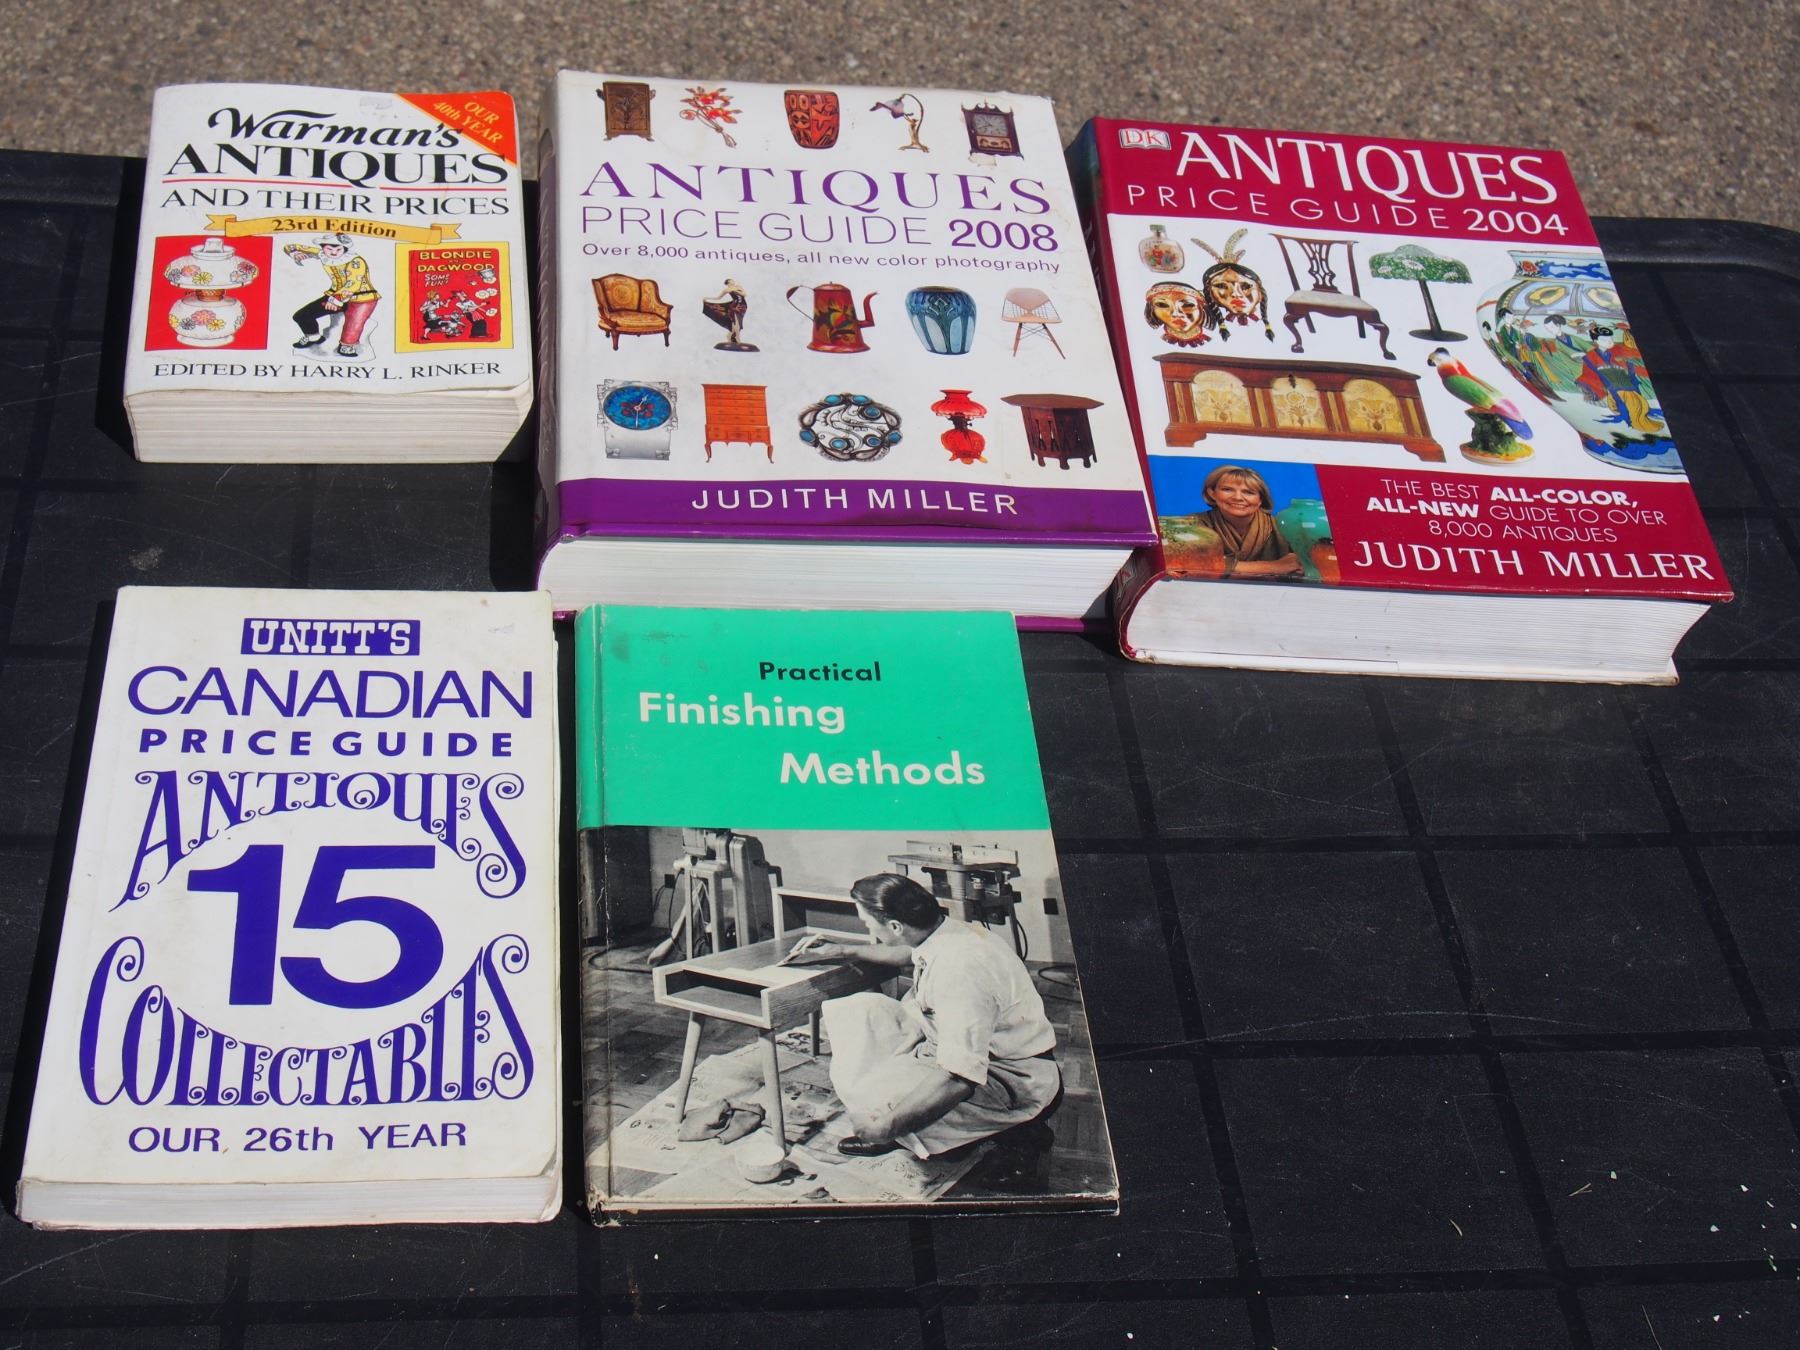 Warman's
ANTIQUES
AND THEIR PRICES
23rd Edition
OUR
40th YEAR
BLONDIE
DAGWOOD
SOME
FUN!
EDITED BY HARRY L. RINKER
ANTIQUES
PRICE GUIDE 2008
Over 8,000 antiques, all new color photography
JUDITH MILLER
DK
ANTIQUES
PRICE GUIDE 2004
THE BEST ALL-COLOR,
ALL-NEW GUIDE TO OVER
8,000 ANTIQUES
JUDITH MILLER
UNITT'S
CANADIAN
PRICE GUIDE
ANTIQUES
15
COLLECTABLES
OUR 26th YEAR
Practical
Finishing
Methods